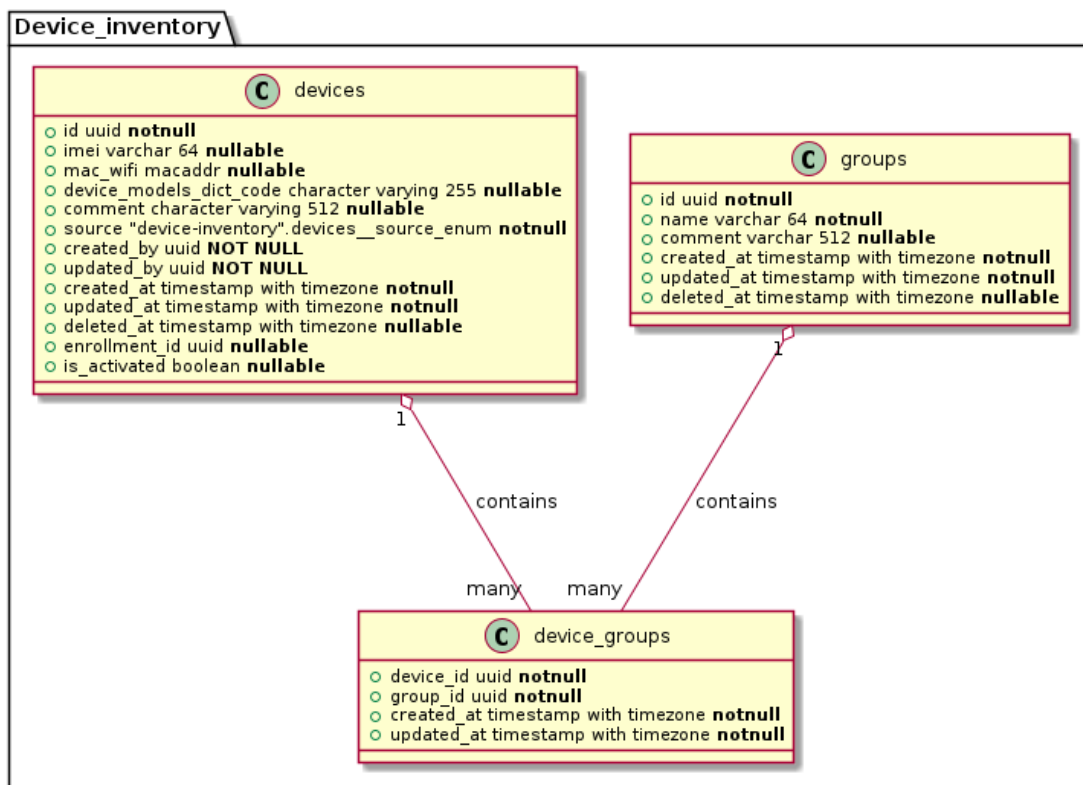 Device_inventory
C devices
id uuid notnull
imei varchar 64 nullable
mac_wifi macaddr nullable
device_models_dict_code character varying 255 nullable
comment character varying 512 nullable
source "device-inventory".devices__source_enum notnull
created_by uuid NOT NULL
updated_by uuid NOT NULL
created_at timestamp with timezone notnull
updated_at timestamp with timezone notnull
deleted_at timestamp with timezone nullable
enrollment_id uuid nullable
is_activated boolean nullable
C groups
id uuid notnull
name varchar 64 notnull
comment varchar 512 nullable
created_at timestamp with timezone notnull
updated_at timestamp with timezone notnull
deleted_at timestamp with timezone nullable
1
1
contains
contains
many
many
C device_groups
device_id uuid notnull
group_id uuid notnull
created_at timestamp with timezone notnull
updated_at timestamp with timezone notnull